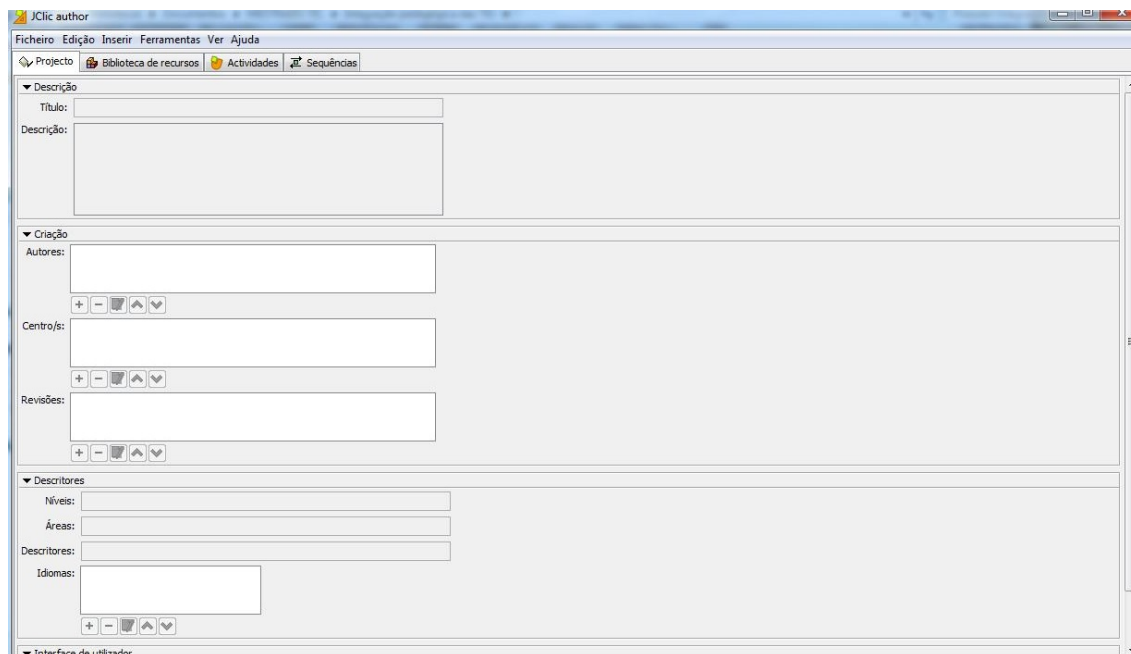 JClic author
Ficheiro Edição Inserir Ferramentas Ver Ajuda
Projecto Biblioteca de recursos Actividades Sequências
Descrição
Título:
Descrição:
Criação
Autores:
Centro/s:
Revisões:
Descritores
Níveis:
Áreas:
Descritores:
Idiomas:
Interface de utilizador